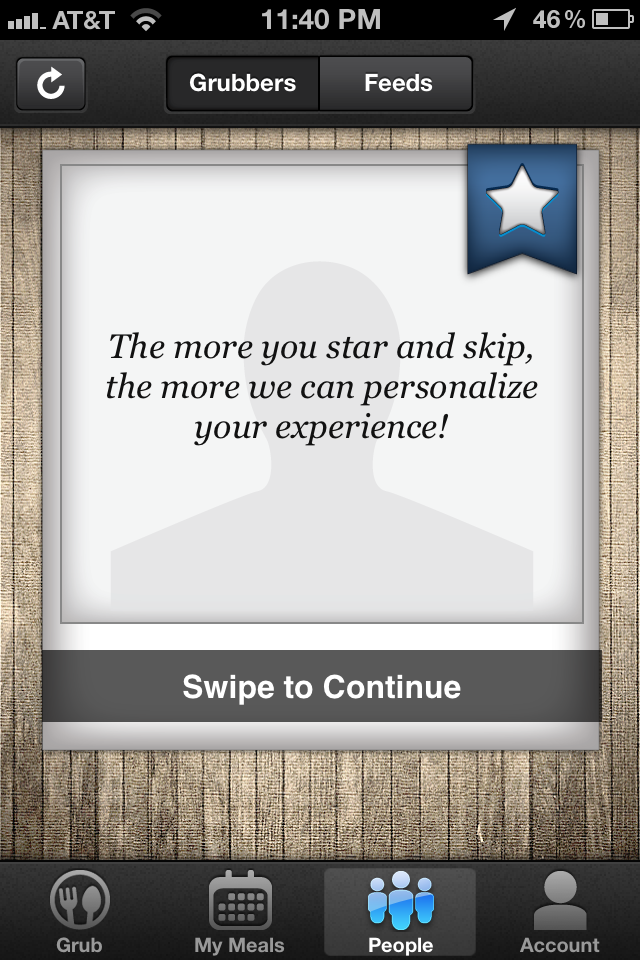 AT&T 11:40 PM 46%
Grubbers Feeds
The more you star and skip,
the more we can personalize
your experience!
Swipe to Continue
Grub My Meals People Account